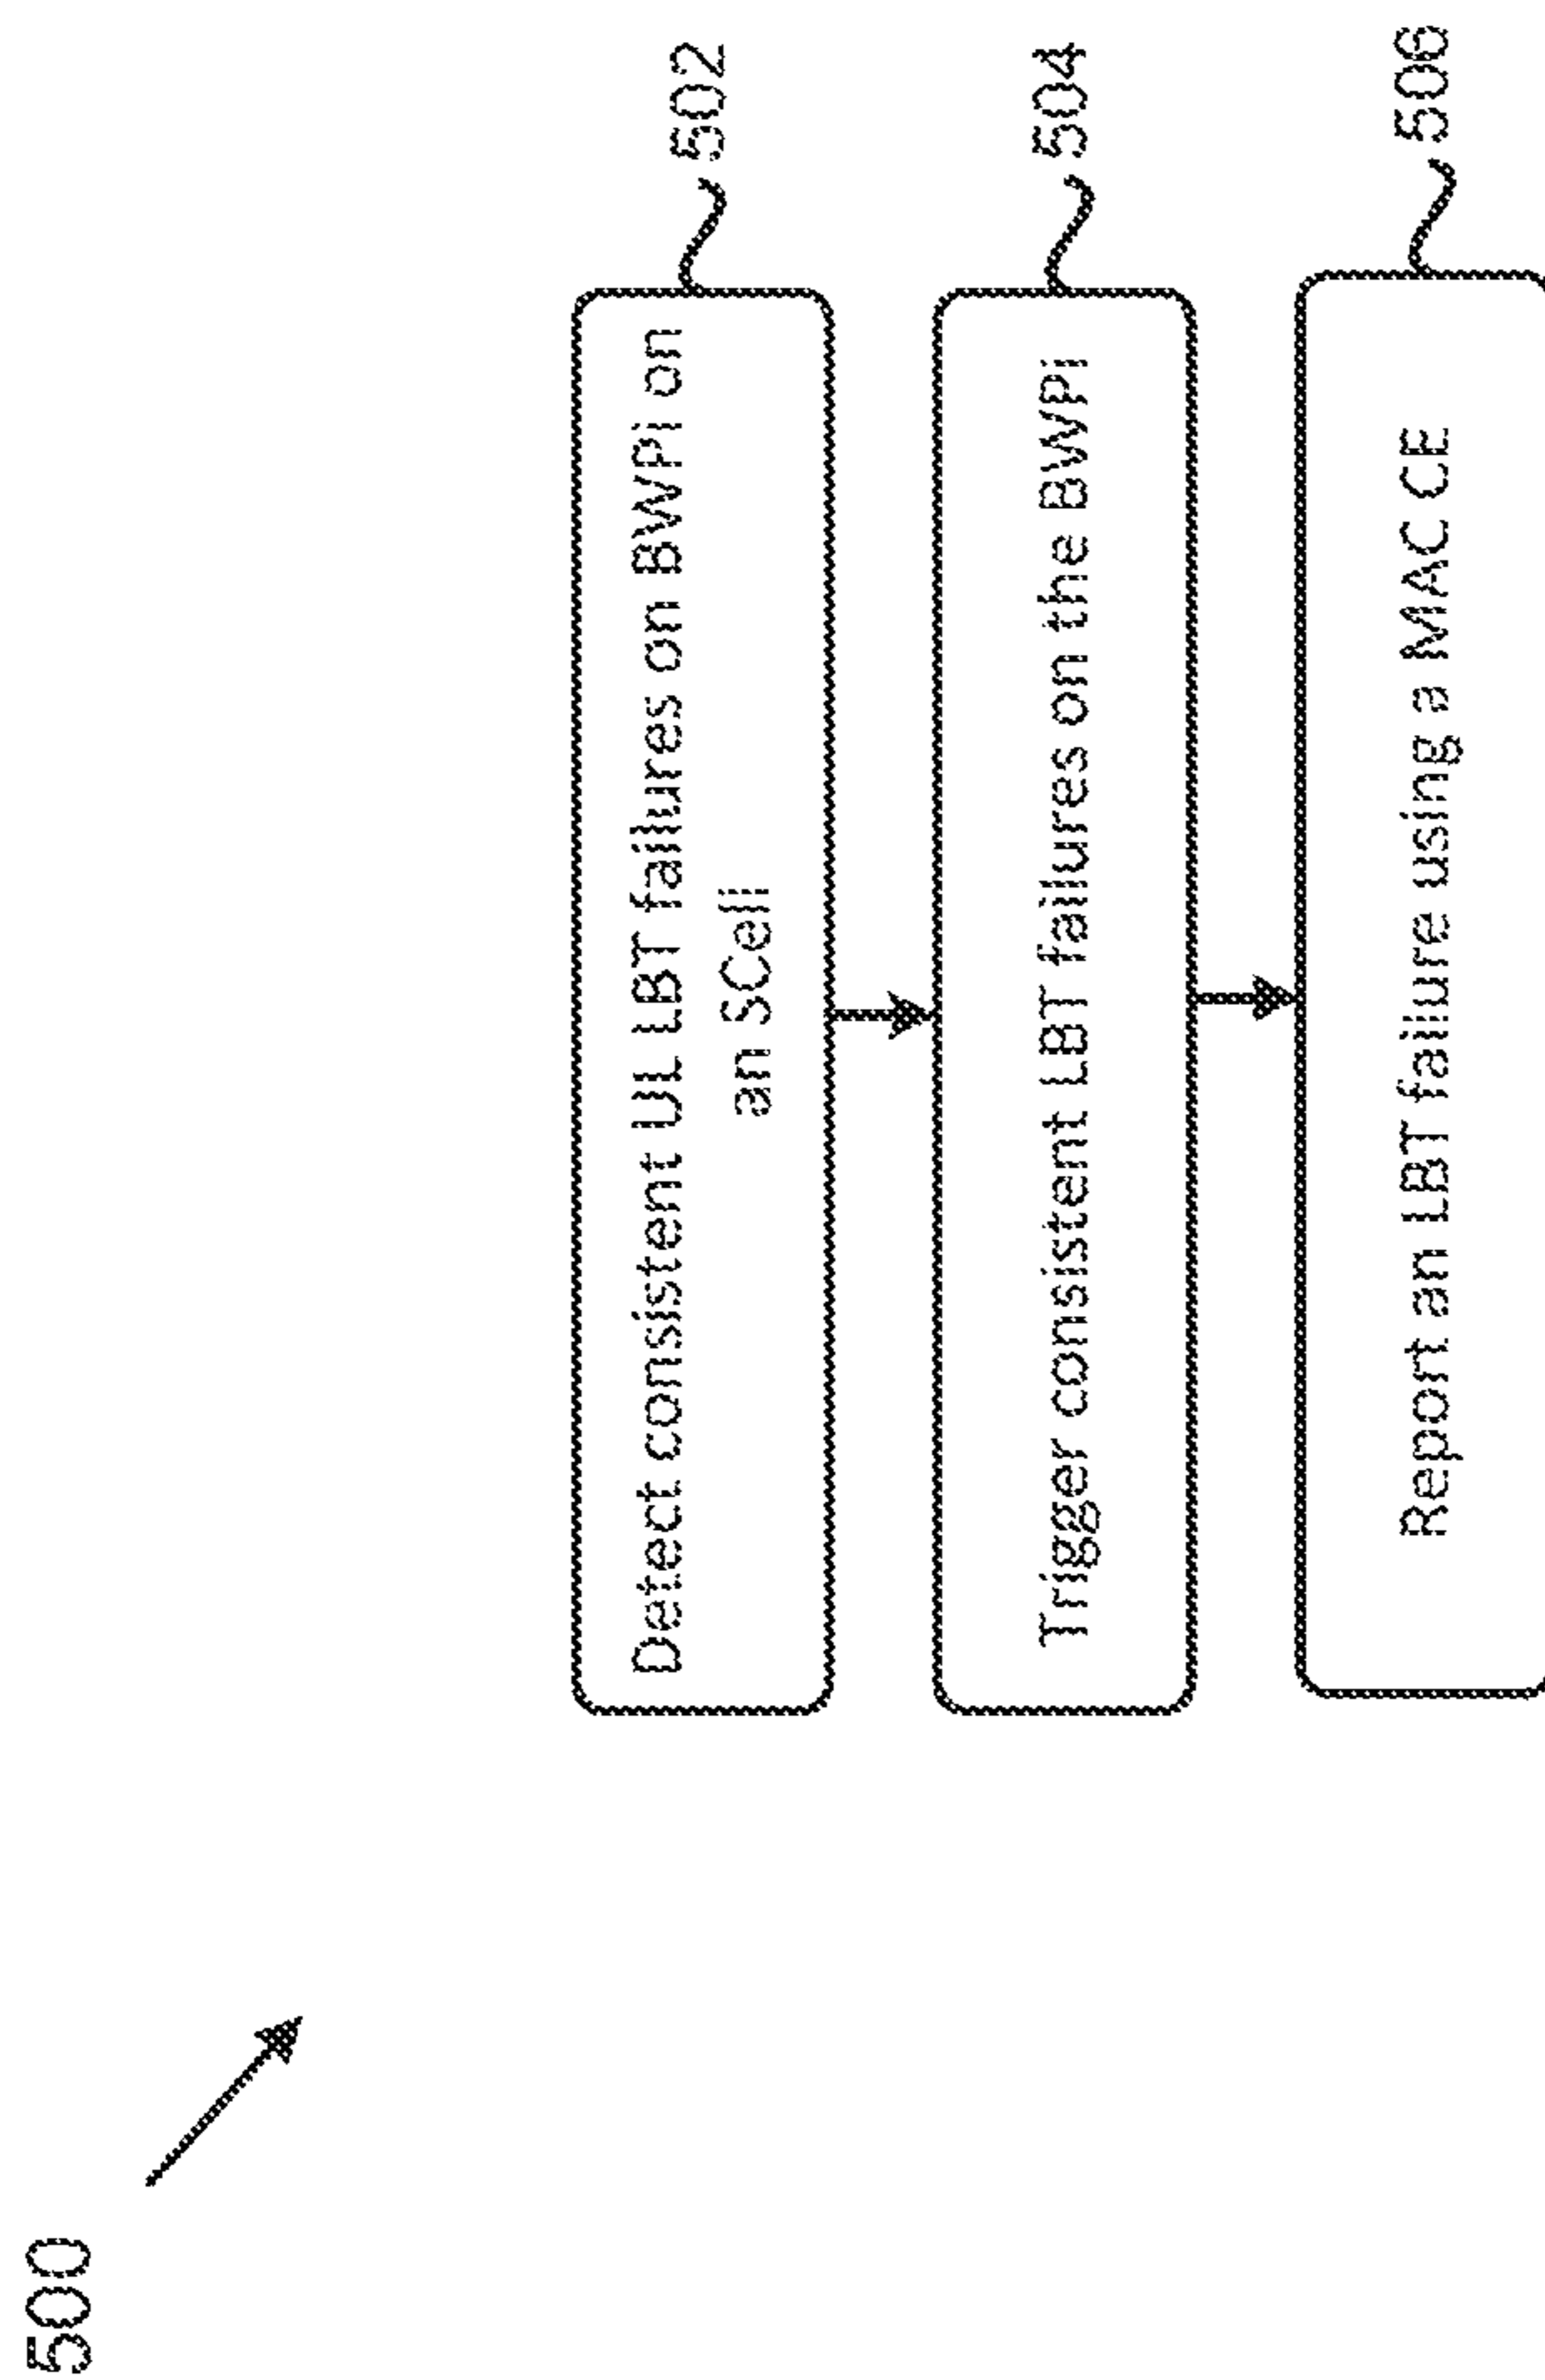 500
Detect consistent UL LBT failures on BWPi on
an SCell
502
Trigger consistent LBT failures on the BWPi
504
Report an LBT failure using a MAC CE
506